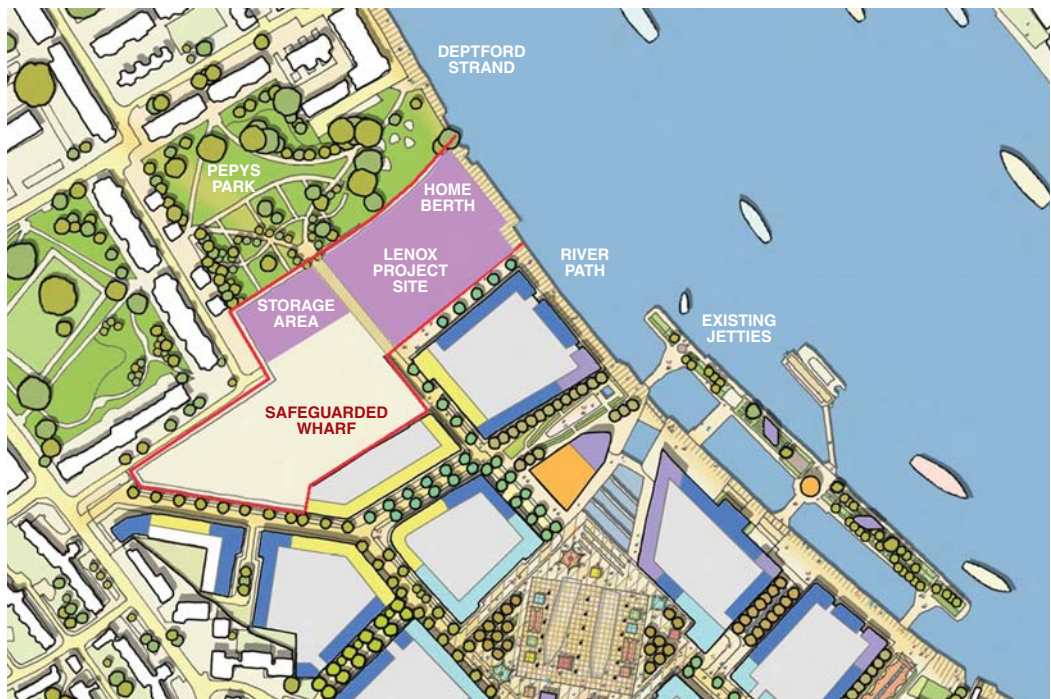 DEPTFORD
STRAND
PEPYS
PARK
HOME
BERTH
LENOX
PROJECT
SITE
RIVER
PATH
STORAGE
AREA
EXISTING
JETTIES
SAFEGUARDED
WHARF